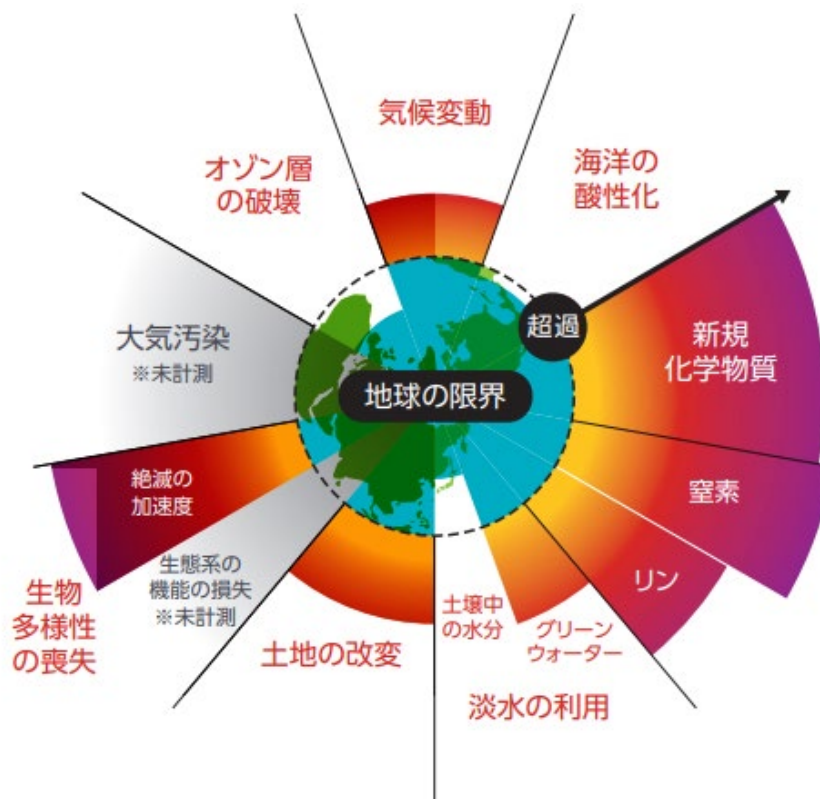 気候変動
オゾン層
の破壊
海洋の
酸性化
超過
新規
化学物質
大気汚染
※未計測
地球の限界
絶滅の
加速度
窒素
生態系の
機能の損失
※未計測
リン
生物
多様性
の喪失
土地の改変
土壌中
の水分
グリーン
ウォーター
淡水の利用